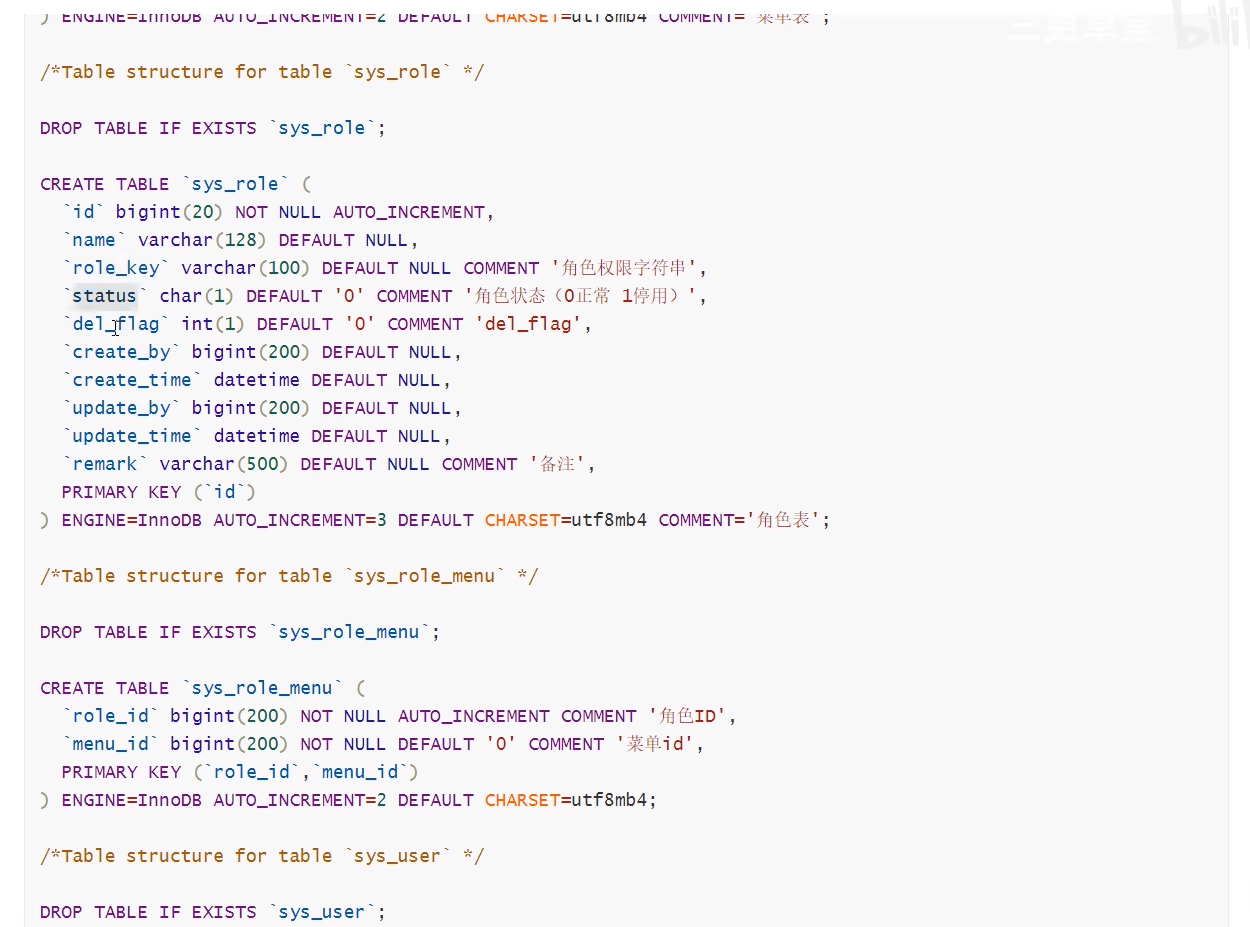 ) ENGINE=InnoDB AUTO_INCREMENT=2 DEFAULT CHARSET=utf8mb4 COMMENT='菜单表';
/*Table structure for table `sys_role` */
DROP TABLE IF EXISTS `sys_role`;
CREATE TABLE `sys_role` (
`id` bigint(20) NOT NULL AUTO_INCREMENT,
`name` varchar(128) DEFAULT NULL,
`role_key` varchar(100) DEFAULT NULL COMMENT '角色权限字符串',
`status` char(1) DEFAULT '0' COMMENT '角色状态（0正常 1停用）',
`del_flag` int(1) DEFAULT '0' COMMENT 'del_flag',
`create_by` bigint(200) DEFAULT NULL,
`create_time` datetime DEFAULT NULL,
`update_by` bigint(200) DEFAULT NULL,
`update_time` datetime DEFAULT NULL,
`remark` varchar(500) DEFAULT NULL COMMENT '备注',
PRIMARY KEY (`id`)
) ENGINE=InnoDB AUTO_INCREMENT=3 DEFAULT CHARSET=utf8mb4 COMMENT='角色表';
/*Table structure for table `sys_role_menu` */
DROP TABLE IF EXISTS `sys_role_menu`;
CREATE TABLE `sys_role_menu` (
`role_id` bigint(200) NOT NULL AUTO_INCREMENT COMMENT '角色ID',
`menu_id` bigint(200) NOT NULL DEFAULT '0' COMMENT '菜单id',
PRIMARY KEY (`role_id`,`menu_id`)
) ENGINE=InnoDB AUTO_INCREMENT=2 DEFAULT CHARSET=utf8mb4;
/*Table structure for table `sys_user` */
DROP TABLE IF EXISTS `sys_user`;